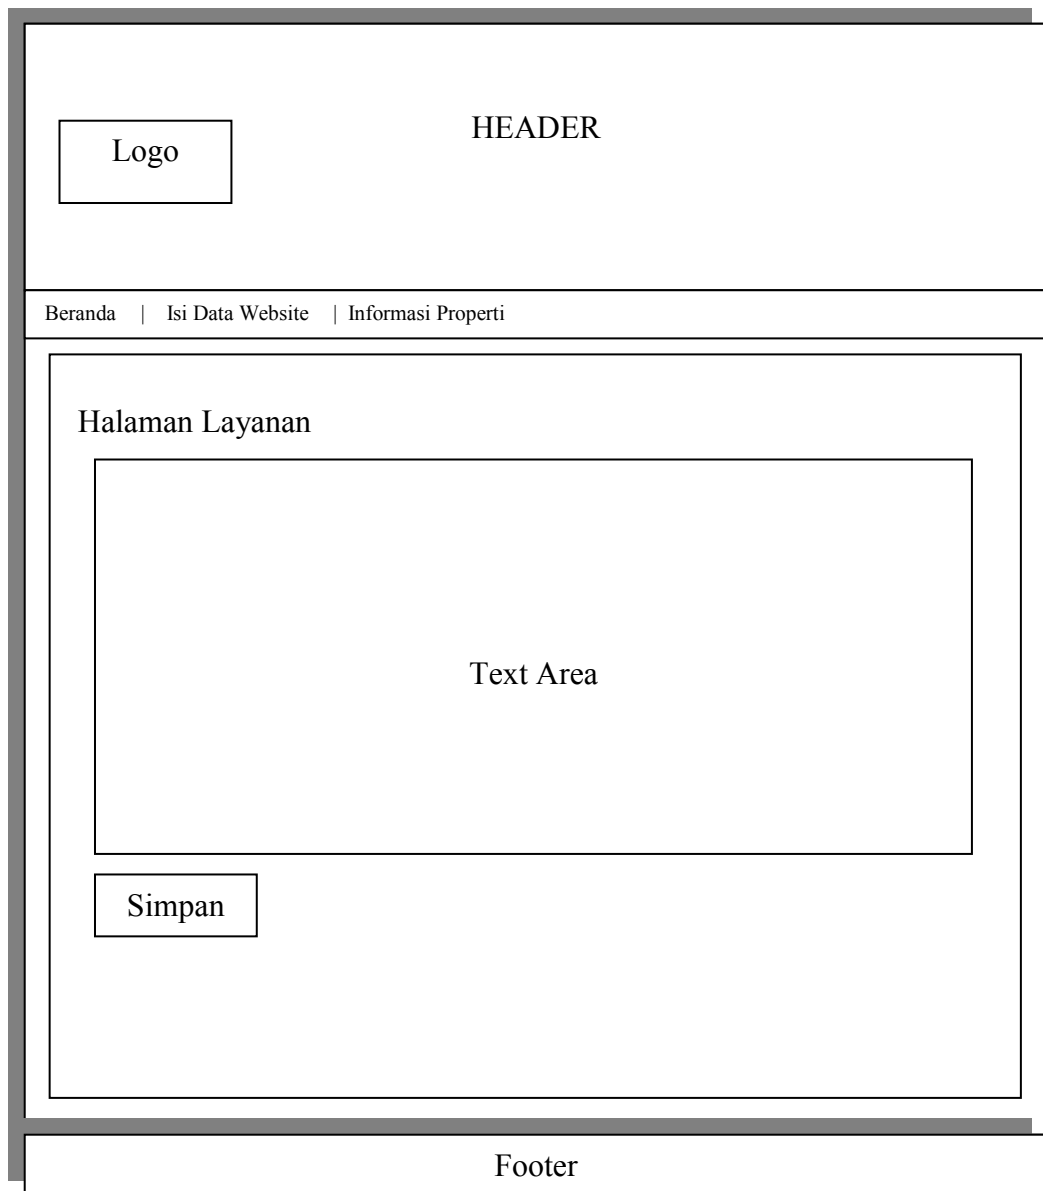 HEADER
Logo
Beranda | Isi Data Website | Informasi Properti
Halaman Layanan
Text Area
Simpan
Footer